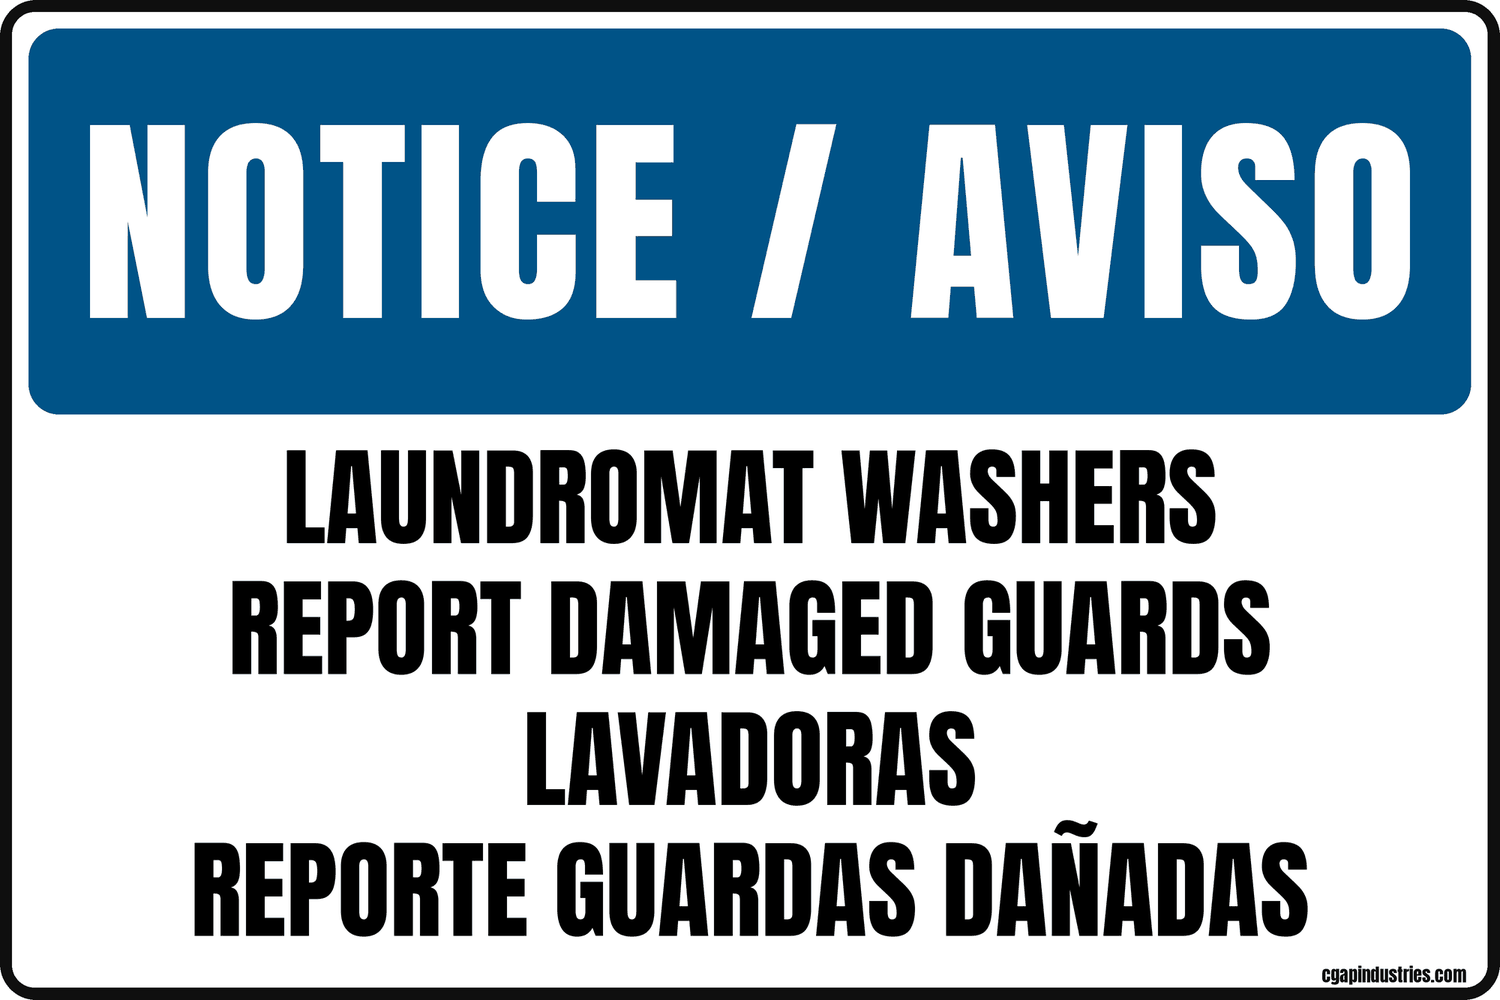 NOTICE / AVISO
LAUNDROMAT WASHERS
REPORT DAMAGED GUARDS
LAVADORAS
REPORTE GUARDAS DAÑADAS
cgapindustries.com